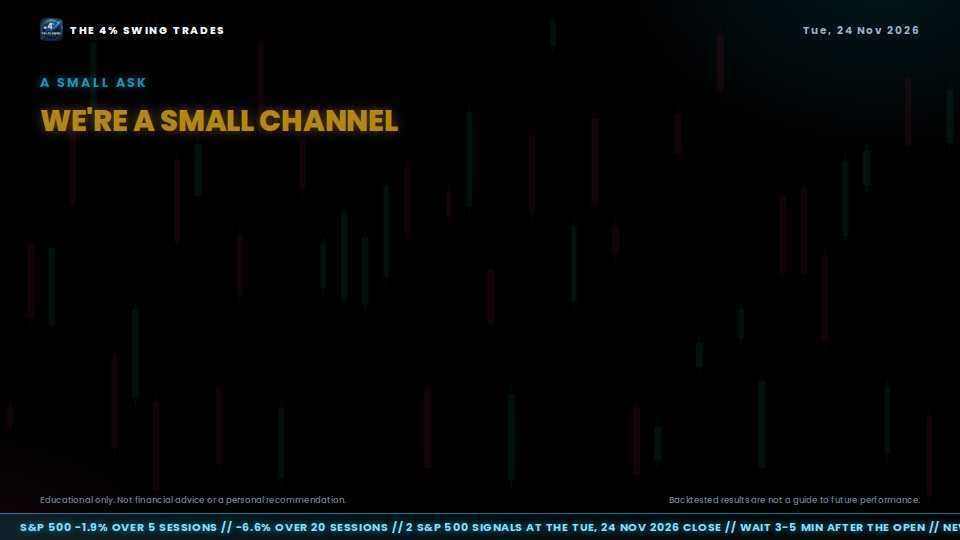 THE 4% SWING TRADES
Tue, 24 Nov 2026
A SMALL ASK
WE'RE A SMALL CHANNEL
Educational only. Not financial advice or a personal recommendation.
Backtested results are not a guide to future performance.
S&P 500 -1.9% OVER 5 SESSIONS // -6.6% OVER 20 SESSIONS // 2 S&P 500 SIGNALS AT THE TUE, 24 NOV 2026 CLOSE // WAIT 3-5 MIN AFTER THE OPEN //